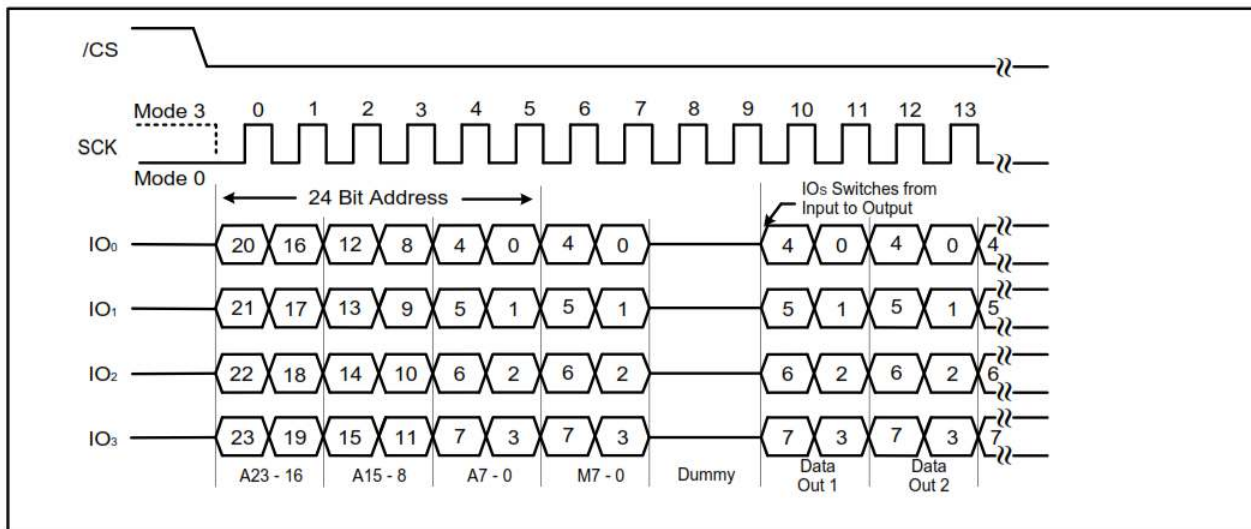 /CS
Mode 3 0 1 2 3 4 5 6 7 8 9 10 11 12 13
SCK
Mode 0
24 Bit Address
IOs Switches from
Input to Output
IO0 20 16 12 8 4 0 4 0 4 0 4 0 4
IO1 21 17 13 9 5 1 5 1 5 1 5 1 5
IO2 22 18 14 10 6 2 6 2 6 2 6 2 6
IO3 23 19 15 11 7 3 7 3 7 3 7 3 7
A23 - 16 A15 - 8 A7 - 0 M7 - 0 Dummy Data Out 1 Data Out 2